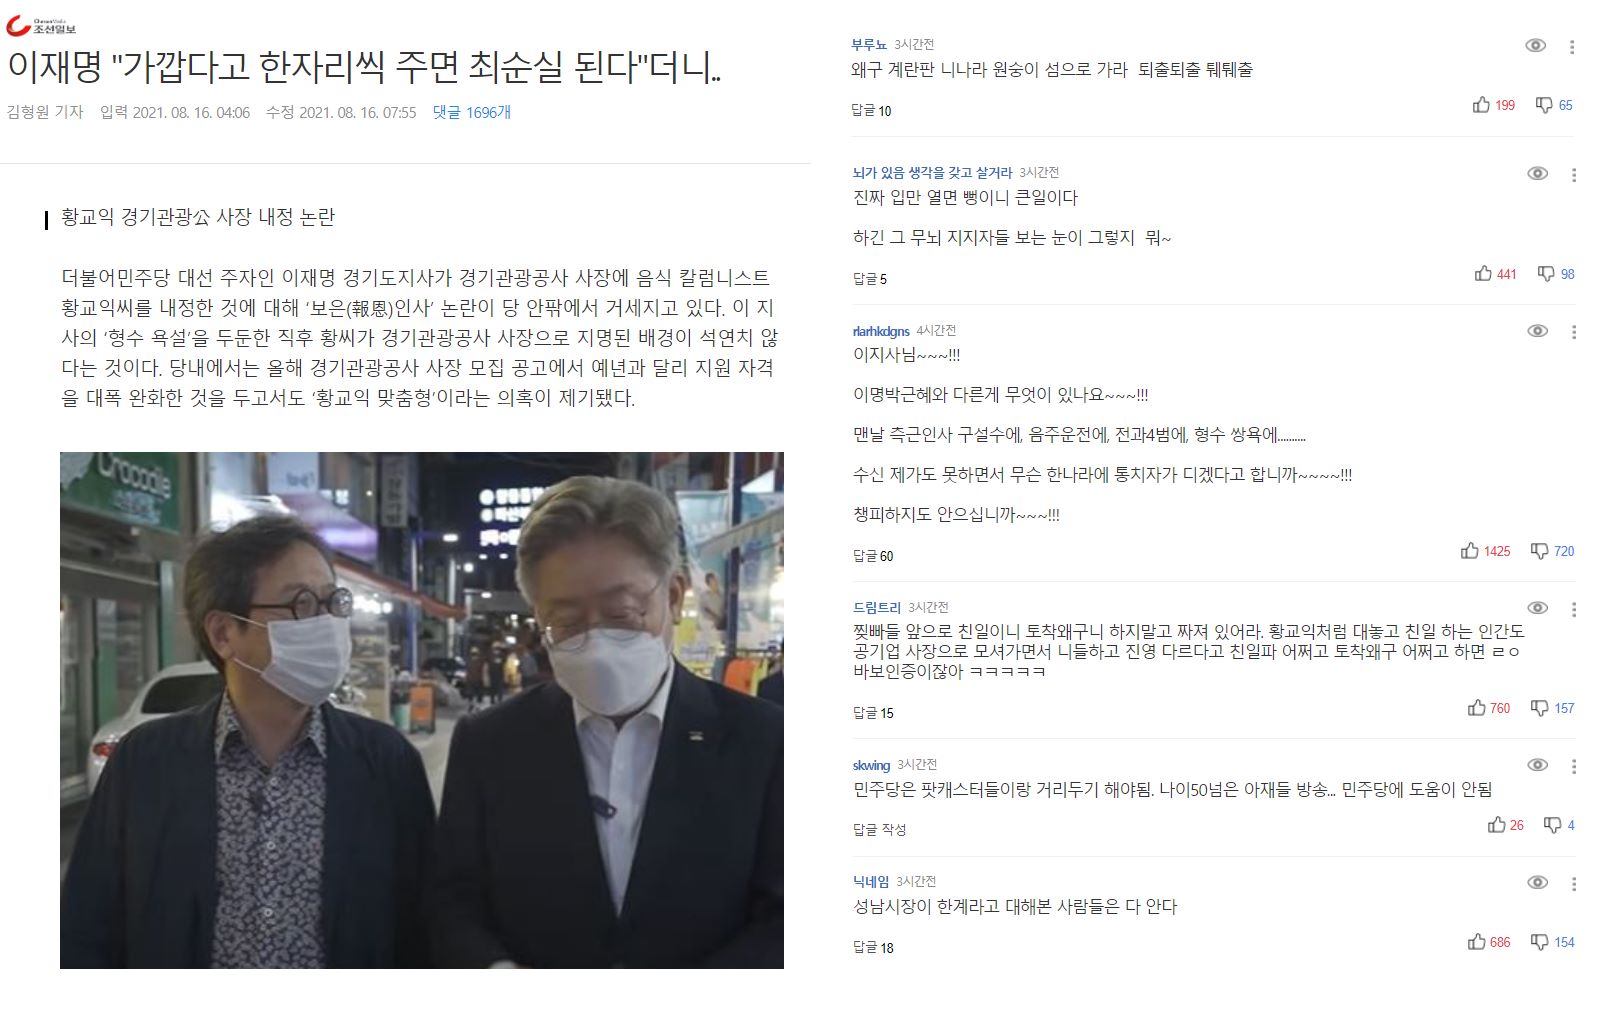 조선일보
이재명 "가깝다고 한자리씩 주면 최순실 된다"더니..
김형원 기자 입력 2021. 08. 16. 04:06 수정 2021. 08. 16. 07:55 댓글 1696개
황교익 경기관광公 사장 내정 논란
더불어민주당 대선 주자인 이재명 경기도지사가 경기관광공사 사장에 음식 칼럼니스트
황교익씨를 내정한 것에 대해 ‘보은(報恩)인사’ 논란이 당 안팎에서 거세지고 있다. 이 지
사의 ‘형수 욕설’을 두둔한 직후 황씨가 경기관광공사 사장으로 지명된 배경이 석연치 않
다는 것이다. 당내에서는 올해 경기관광공사 사장 모집 공고에서 예년과 달리 지원 자격
을 대폭 완화한 것을 두고서도 ‘황교익 맞춤형’이라는 의혹이 제기됐다.
Crocodile
부루뇨 3시간전
왜구 계란판 니나라 원숭이 섬으로 가라 퇴출퇴출 퉤퉤출
답글 10
199 65
뇌가 있음 생각을 갖고 살거라 3시간전
진짜 입만 열면 뻥이니 큰일이다
하긴 그 무뇌 지지자들 보는 눈이 그렇지 뭐~
답글 5
441 98
rlarhkdgns 4시간전
이지사님~~~!!!
이명박근혜와 다른게 무엇이 있나요~~~!!!
맨날 측근인사 구설수에, 음주운전에, 전과4범에, 형수 쌍욕에..........
수신 제가도 못하면서 무슨 한나라에 통치자가 디겠다고 합니까~~~~!!!
챙피하지도 안으십니까~~~!!!
답글 60
1425 720
드림트리 3시간전
찢빠들 앞으로 친일이니 토착왜구니 하지말고 짜져 있어라. 황교익처럼 대놓고 친일 하는 인간도
공기업 사장으로 모셔가면서 니들하고 진영 다르다고 친일파 어쩌고 토착왜구 어쩌고 하면 ㄹㅇ
바보인증이잖아 ㅋㅋㅋㅋㅋ
답글 15
760 157
skwing 3시간전
민주당은 팟캐스터들이랑 거리두기 해야됨. 나이50넘은 아재들 방송... 민주당에 도움이 안됨
답글 작성
26 4
닉네임 3시간전
성남시장이 한계라고 대해본 사람들은 다 안다
답글 18
686 154